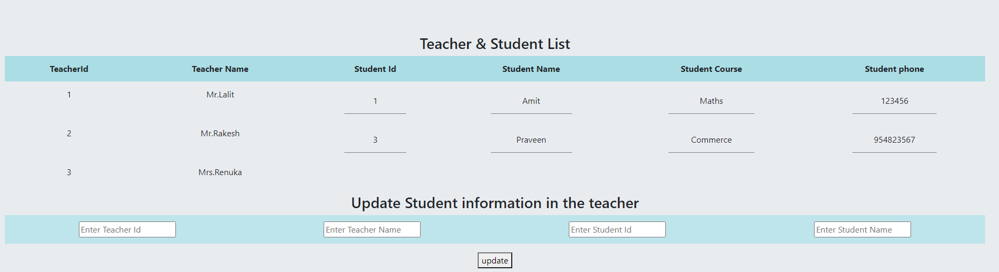 Teacher & Student List
TeacherId Teacher Name Student Id Student Name Student Course Student phone
1 Mr.Lalit 1 Amit Maths 123456
2 Mr.Rakesh 3 Praveen Commerce 954823567
3 Mrs.Renuka
Update Student information in the teacher
Enter Teacher Id Enter Teacher Name Enter Student Id Enter Student Name
update